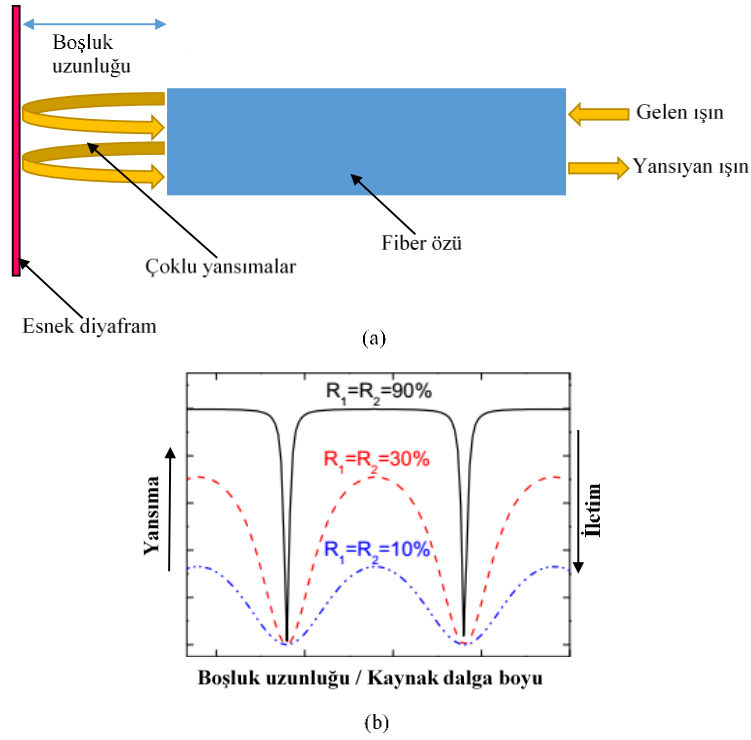 Boşluk
uzunluğu
Gelen ışın
Yansıyan ışın
Fiber özü
Çoklu yansımalar
Esnek diyafram
(a)
R₁=R₂=90%
R₁=R₂=30%
R₁=R₂=10%
Yansıma
İletim
Boşluk uzunluğu / Kaynak dalga boyu
(b)